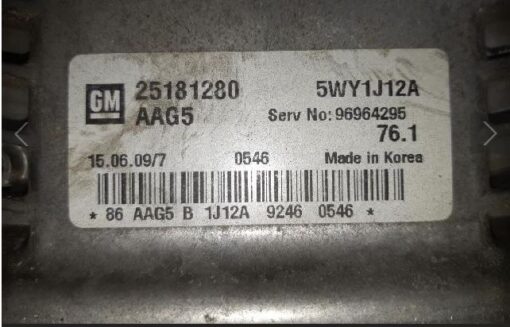 GM 25181280 5WY1J12A
AAG5 Serv No: 96964295
76.1
15.06.09/7 0546 Made in Korea
* 86 AAG5 B 1J12A 9246 0546 *